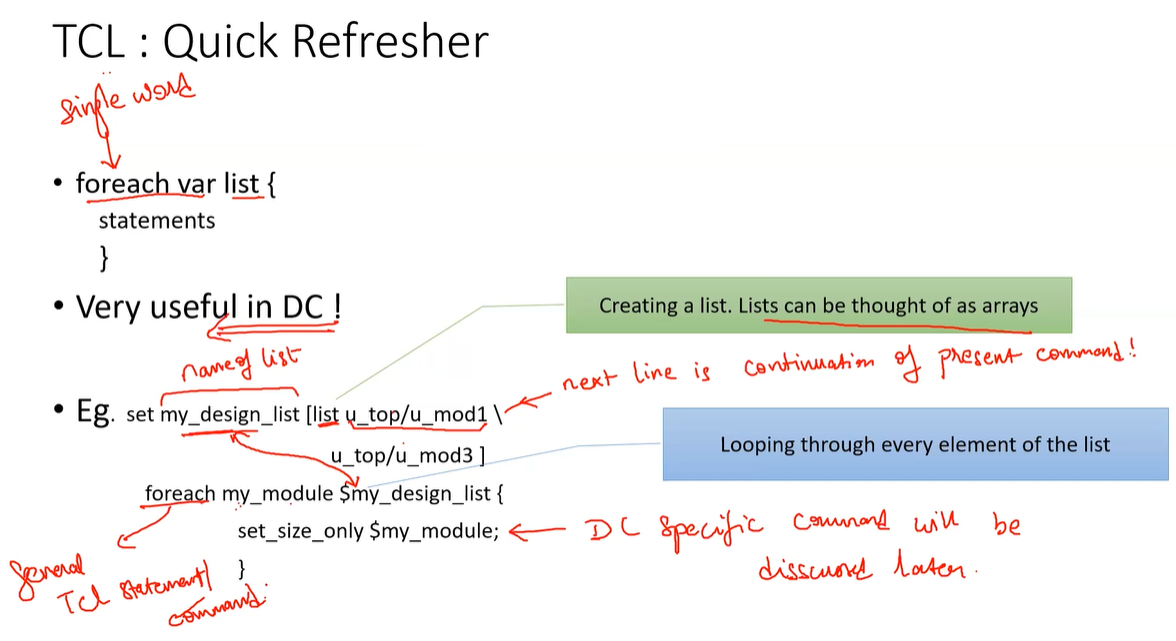 TCL : Quick Refresher
Single word
• foreach var list {
statements
}
• Very useful in DC !
Creating a list. Lists can be thought of as arrays
name of list
next line is continuation of present command!
• Eg. set my_design_list [list u_top/u_mod1 \
u_top/u_mod3 ]
Looping through every element of the list
foreach my_module $my_design_list {
set_size_only $my_module;
DC specific command will be
disscused later.
}
general
Tcl statement/
command.